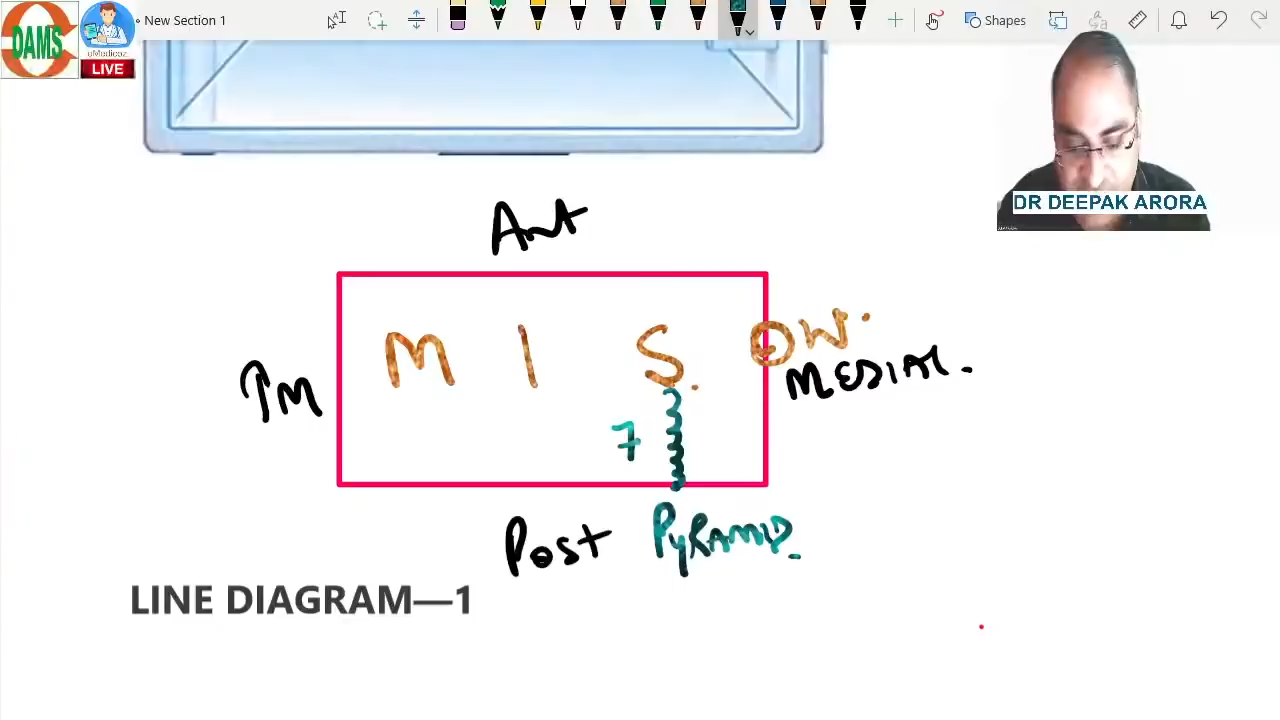 New Section 1
Shapes
DAMS
eMedicoz
LIVE
DR DEEPAK ARORA
Ant
M I S OW.
TM
MEDIAL.
7
Post PYRAMID
LINE DIAGRAM—1